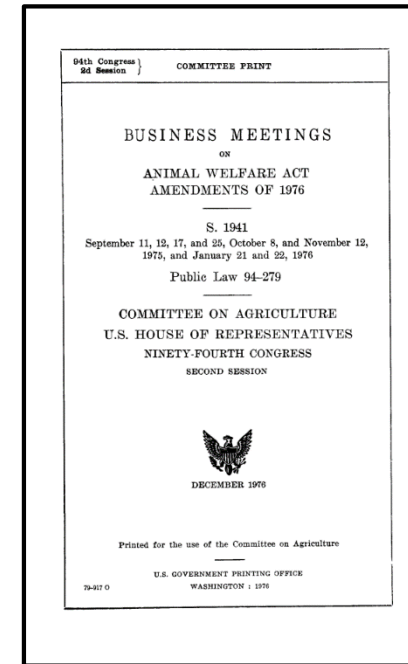 94th Congress } COMMITTEE PRINT
2d Session }
BUSINESS MEETINGS
ON
ANIMAL WELFARE ACT
AMENDMENTS OF 1976
S. 1941
September 11, 12, 17, and 25, October 8, and November 12,
1975, and January 21 and 22, 1976
Public Law 94–279
COMMITTEE ON AGRICULTURE
U.S. HOUSE OF REPRESENTATIVES
NINETY-FOURTH CONGRESS
SECOND SESSION
DECEMBER 1976
Printed for the use of the Committee on Agriculture
U.S. GOVERNMENT PRINTING OFFICE
79-917 O WASHINGTON : 1976